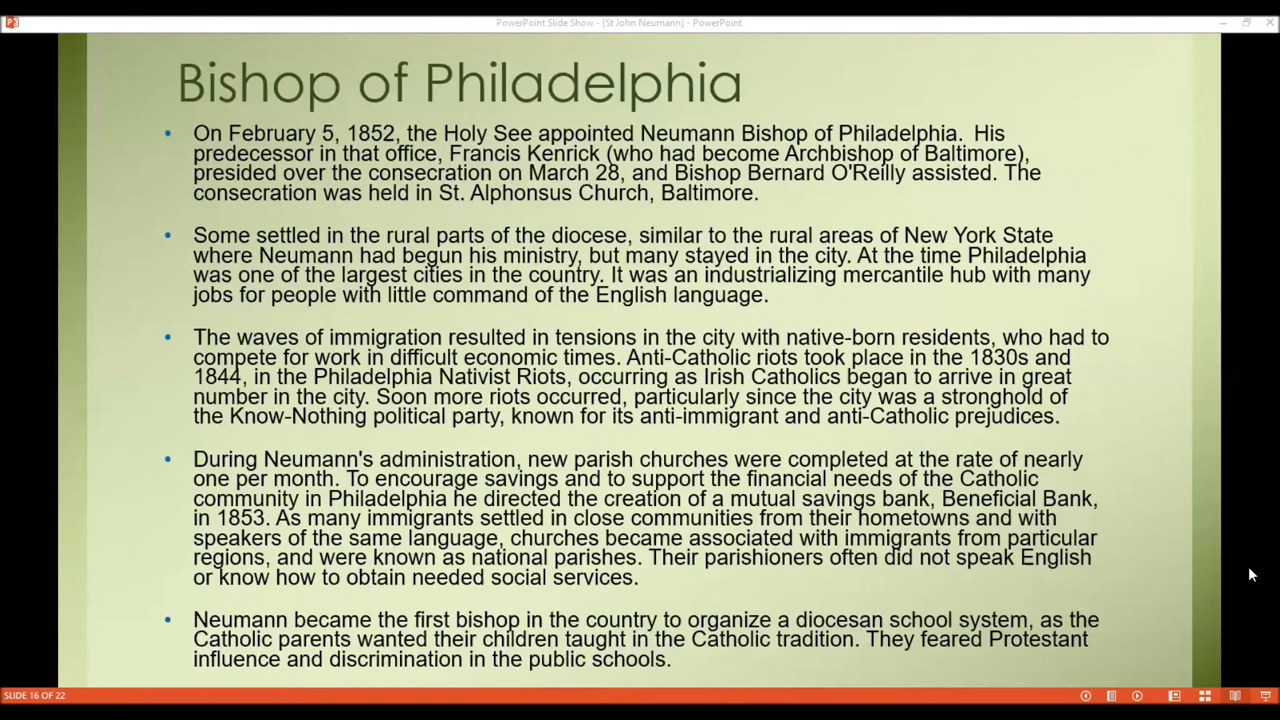 PowerPoint Slide Show - [St John Neumann] - PowerPoint
Bishop of Philadelphia
• On February 5, 1852, the Holy See appointed Neumann Bishop of Philadelphia.  His
predecessor in that office, Francis Kenrick (who had become Archbishop of Baltimore),
presided over the consecration on March 28, and Bishop Bernard O'Reilly assisted. The
consecration was held in St. Alphonsus Church, Baltimore.
• Some settled in the rural parts of the diocese, similar to the rural areas of New York State
where Neumann had begun his ministry, but many stayed in the city. At the time Philadelphia
was one of the largest cities in the country. It was an industrializing mercantile hub with many
jobs for people with little command of the English language.
• The waves of immigration resulted in tensions in the city with native-born residents, who had to
compete for work in difficult economic times. Anti-Catholic riots took place in the 1830s and
1844, in the Philadelphia Nativist Riots, occurring as Irish Catholics began to arrive in great
number in the city. Soon more riots occurred, particularly since the city was a stronghold of
the Know-Nothing political party, known for its anti-immigrant and anti-Catholic prejudices.
• During Neumann's administration, new parish churches were completed at the rate of nearly
one per month. To encourage savings and to support the financial needs of the Catholic
community in Philadelphia he directed the creation of a mutual savings bank, Beneficial Bank,
in 1853. As many immigrants settled in close communities from their hometowns and with
speakers of the same language, churches became associated with immigrants from particular
regions, and were known as national parishes. Their parishioners often did not speak English
or know how to obtain needed social services.
• Neumann became the first bishop in the country to organize a diocesan school system, as the
Catholic parents wanted their children taught in the Catholic tradition. They feared Protestant
influence and discrimination in the public schools.
SLIDE 16 OF 22